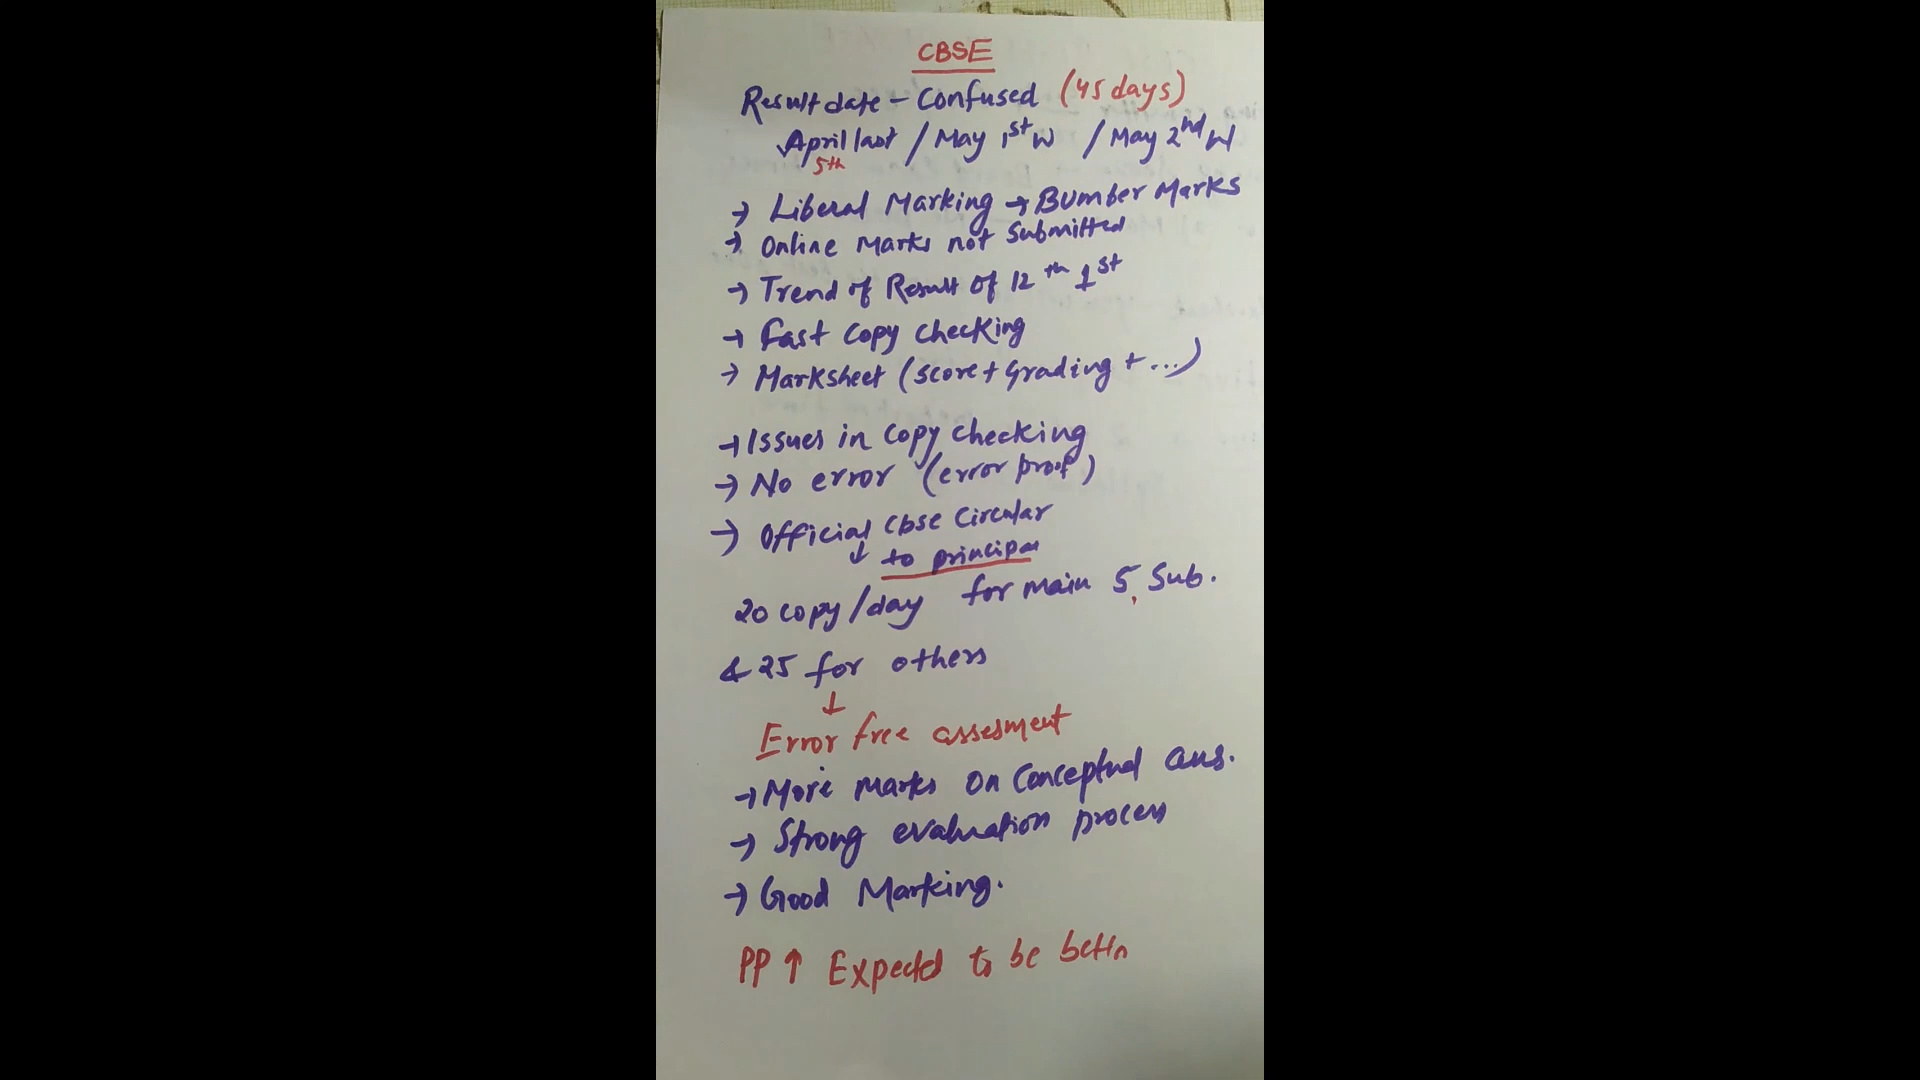 CBSE
Result date - Confused (45 days)
April last / May 1st W / May 2nd W
5th
→ Liberal Marking → Bumber Marks
→ Online Marks not Submitted
→ Trend of Result of 12th 1st
→ Fast Copy checking
→ Marksheet (score + grading + ...)
→ Issues in Copy checking
→ No error (error proof)
→ Official cbse Circular
↓ to principal
20 copy/day for main 5 Sub.
& 25 for others
↓
Error free assesment
→ More marks on Conceptual ans.
→ Strong evaluation process
→ Good Marking.
PP ↑ Expected to be better